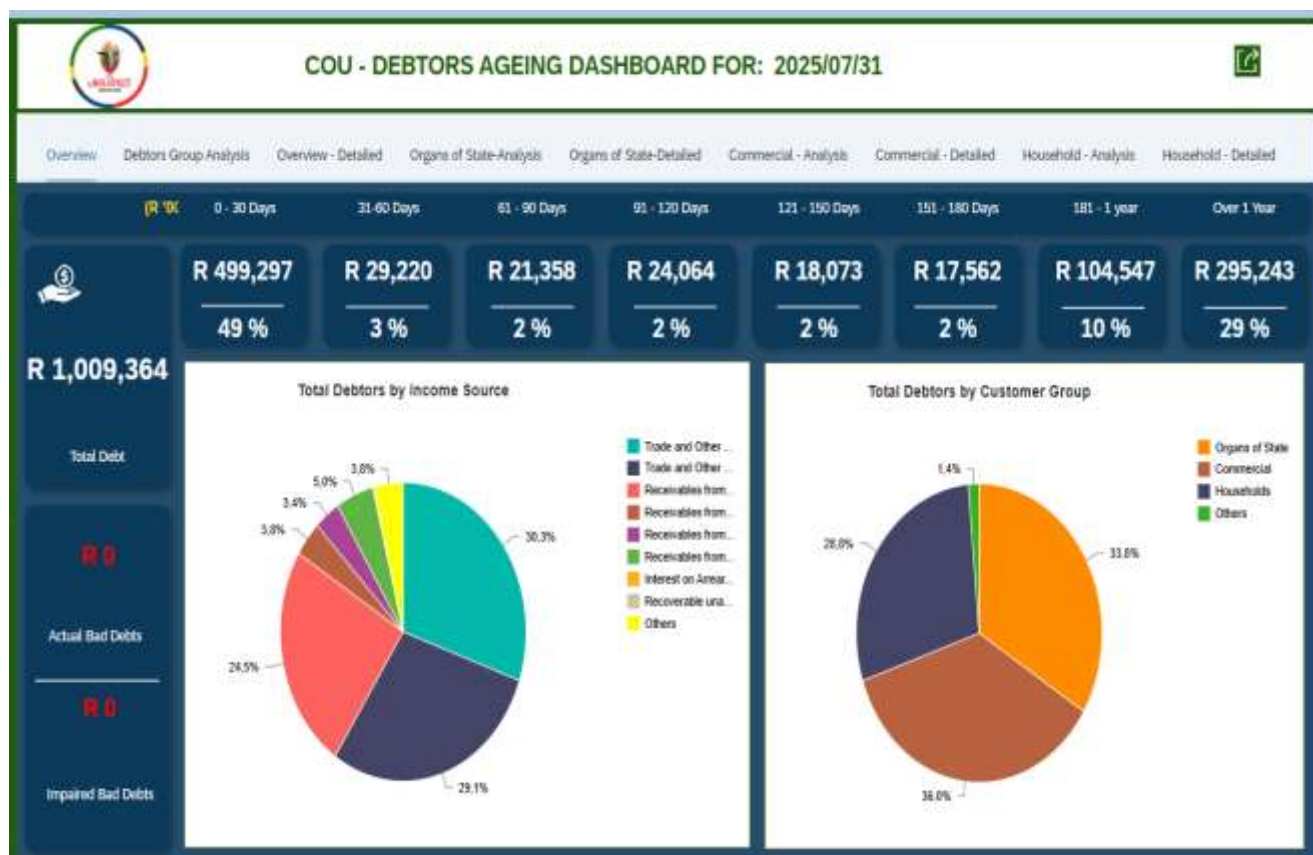 COU - DEBTORS AGEING DASHBOARD FOR: 2025/07/31
Overview Debtors Group Analysis Overview - Detailed Organs of State-Analysis Organs of State-Detailed Commercial - Analysis Commercial - Detailed Household - Analysis Household - Detailed
0 - 30 Days 31-60 Days 61 - 90 Days 91 - 120 Days 121 - 150 Days 151 - 180 Days 181 - 1 year Over 1 Year
R 499,297 R 29,220 R 21,358 R 24,064 R 18,073 R 17,562 R 104,547 R 295,243
49 % 3 % 2 % 2 % 2 % 2 % 10 % 29 %
R 1,009,364
Total Debt
R 0
Actual Bad Debts
R 0
Impaired Bad Debts
Total Debtors by Income Source
3,8%
5,0%
3,4%
3,8%
30,3%
24,5%
29,1%
Trade and Other ...
Trade and Other ...
Receivables from...
Receivables from...
Receivables from...
Receivables from...
Interest on Arrear...
Recoverable una...
Others
Total Debtors by Customer Group
1,4%
28,8%
33,8%
36,0%
Organs of State
Commercial
Households
Others